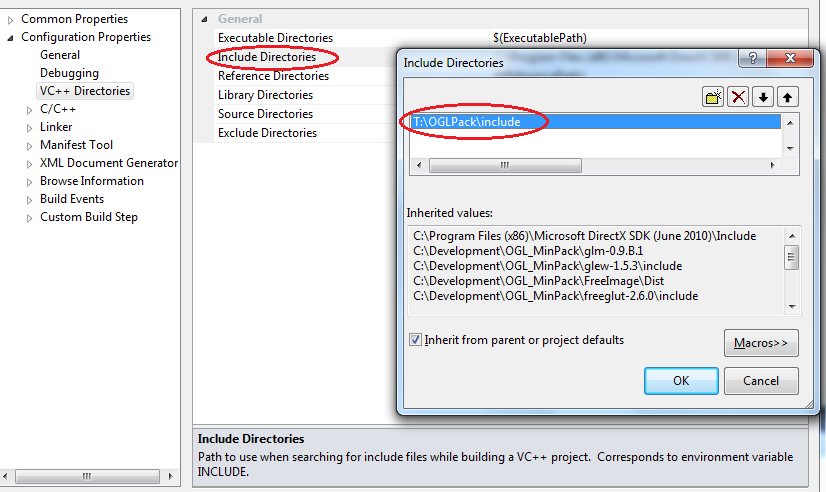 Common Properties
Configuration Properties
General
Debugging
VC++ Directories
C/C++
Linker
Manifest Tool
XML Document Generator
Browse Information
Build Events
Custom Build Step
General
Executable Directories $(ExecutablePath)
Include Directories
Reference Directories
Library Directories
Source Directories
Exclude Directories
Include Directories
T:\OGLPack\include
Inherited values:
C:\Program Files (x86)\Microsoft DirectX SDK (June 2010)\Include
C:\Development\OGL_MinPack\glm-0.9.B.1
C:\Development\OGL_MinPack\glew-1.5.3\include
C:\Development\OGL_MinPack\FreeImage\Dist
C:\Development\OGL_MinPack\freeglut-2.6.0\include
Inherit from parent or project defaults
Macros>>
OK Cancel
Include Directories
Path to use when searching for include files while building a VC++ project.  Corresponds to environment variable
INCLUDE.